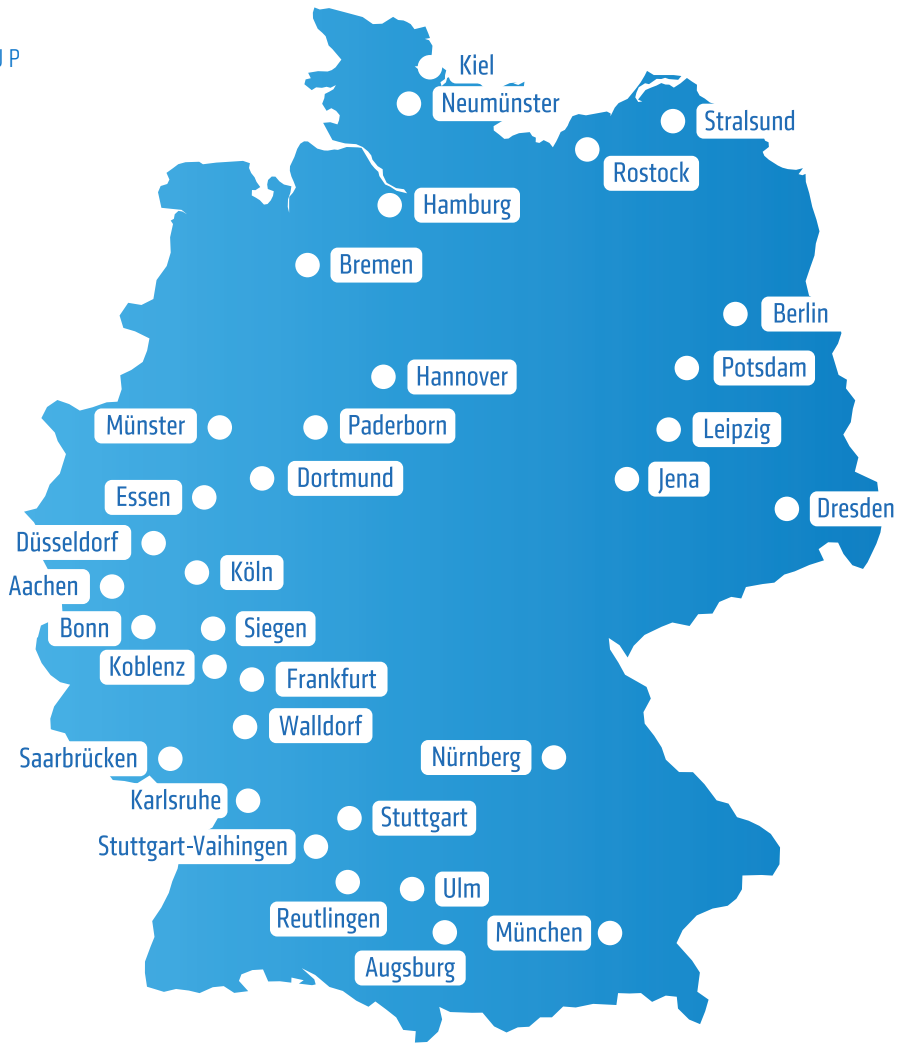 UP
Kiel
Neumünster
Stralsund
Rostock
Hamburg
Bremen
Berlin
Potsdam
Hannover
Münster
Paderborn
Leipzig
Dortmund
Jena
Essen
Dresden
Düsseldorf
Köln
Aachen
Bonn
Siegen
Koblenz
Frankfurt
Walldorf
Nürnberg
Saarbrücken
Karlsruhe
Stuttgart
Stuttgart-Vaihingen
Ulm
Reutlingen
München
Augsburg